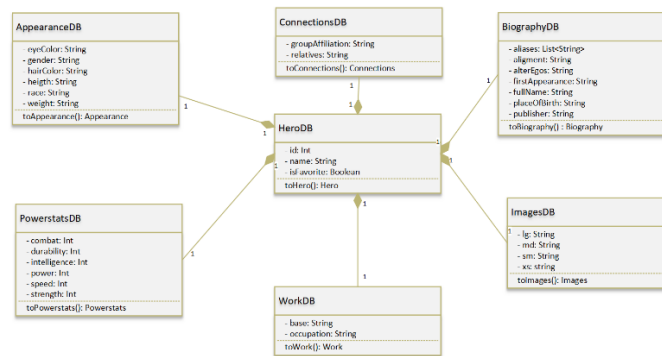 AppearanceDB
- eyeColor: String
- gender: String
- hairColor: String
- heigth: String
- race: String
- weight: String
toAppearance(): Appearance
1
ConnectionsDB
- groupAffiliation: String
- relatives: String
toConnections(): Connections
1
BiographyDB
- aliases: List<String>
- aligment: String
- alterEgos: String
- firstAppearance: String
- fullName: String
- placeOfBirth: String
- publisher: String
toBiography() : Biography
1
HeroDB
- id: Int
- name: String
- isFavorite: Boolean
toHero(): Hero
1
1
1
1
1
1
PowerstatsDB
- combat: Int
- durability: Int
- intelligence: Int
- power: Int
- speed: Int
- strength: Int
toPowerstats(): Powerstats
1
WorkDB
- base: String
- occupation: String
toWork(): Work
1
ImagesDB
- lg: String
- md: String
- sm: String
- xs: string
toImages(): Images
1